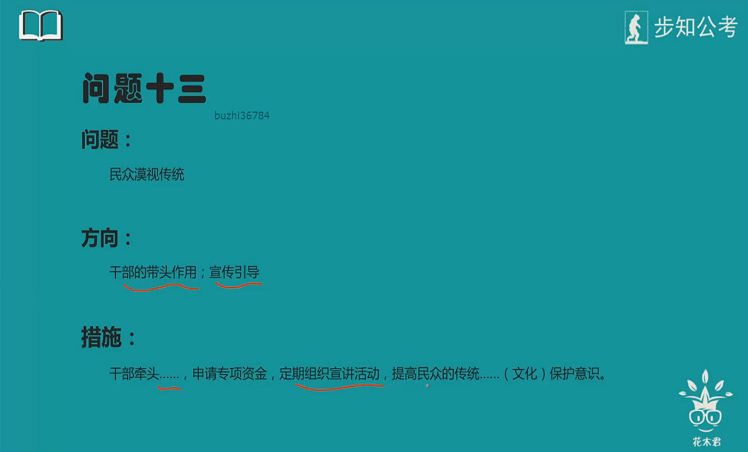 步知公考
问题十三
buzhi36784
问题：
民众漠视传统
方向：
干部的带头作用；宣传引导
措施：
干部牵头……，申请专项资金，定期组织宣讲活动，提高民众的传统……（文化）保护意识。
花木君